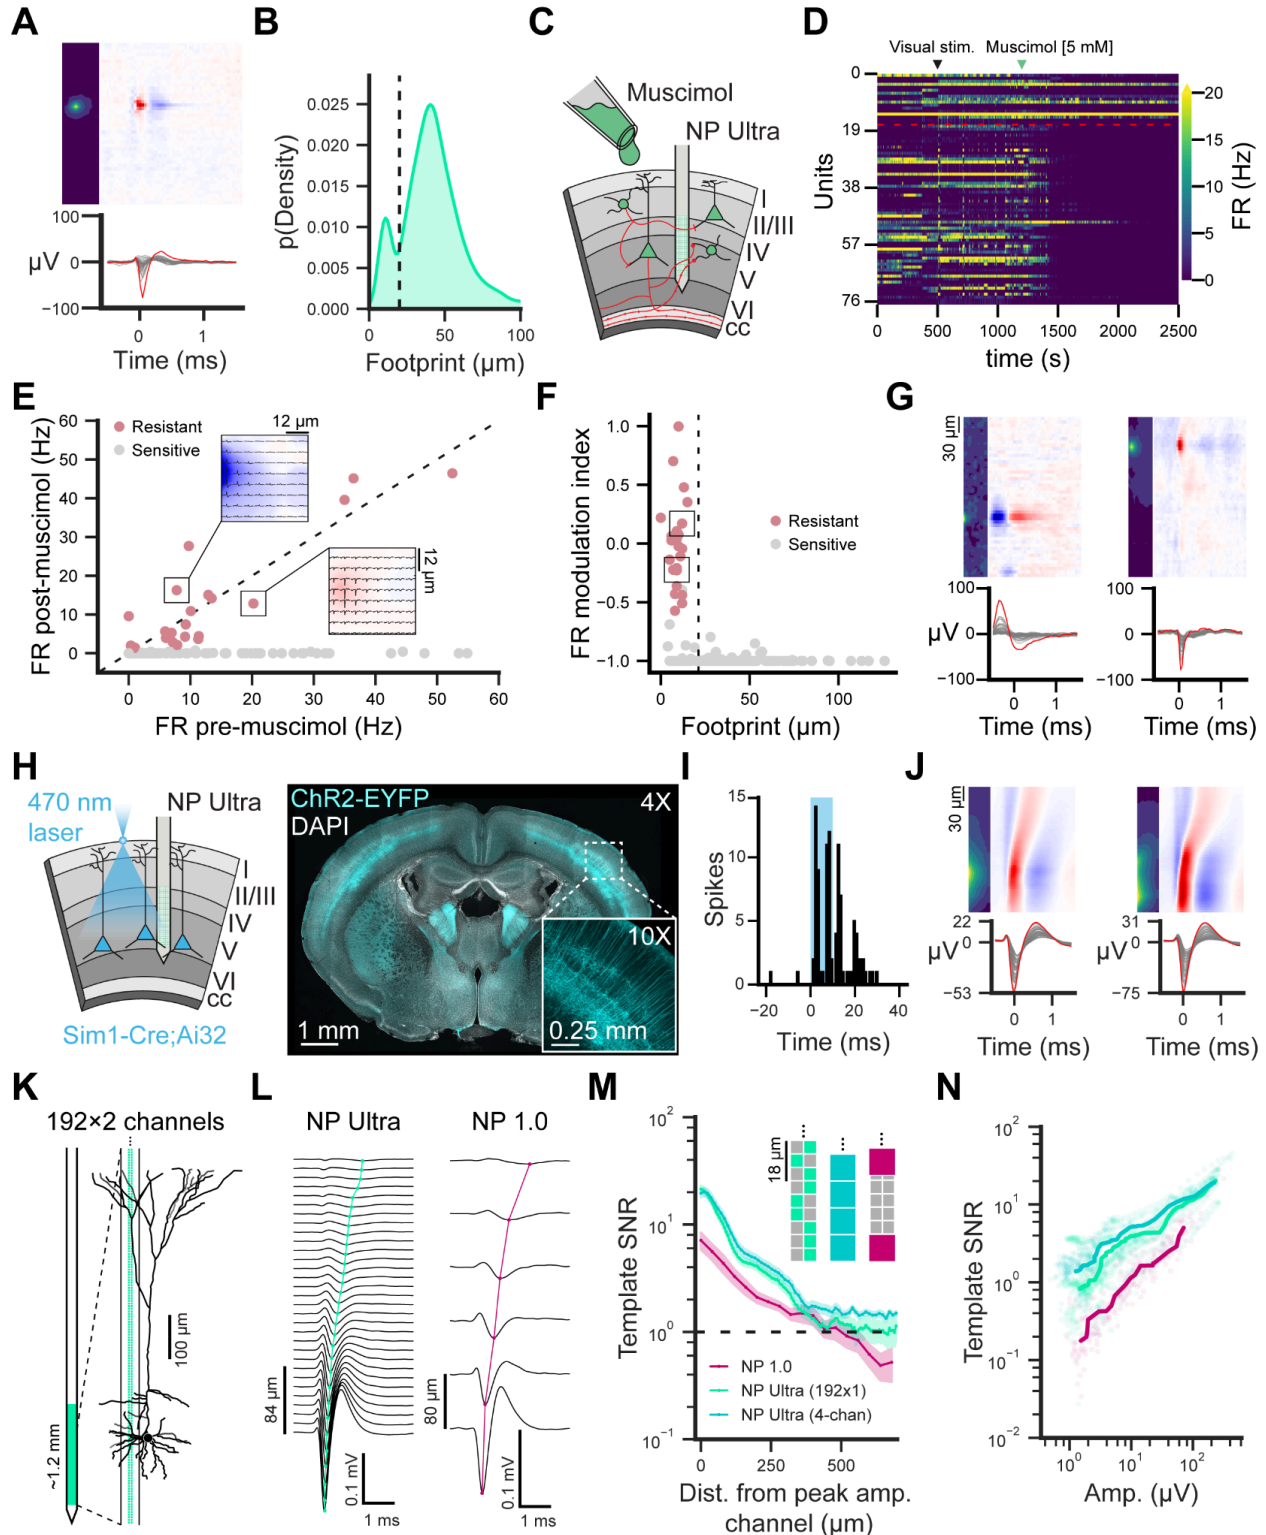 A
100
µV
0
−100
0
1
Time (ms)
B
p(Density)
0.025
0.020
0.015
0.010
0.005
0.000
0
50
100
Footprint (µm)
C
Muscimol
NP Ultra
I
II/III
IV
V
VI
cc
D
Visual stim.
Muscimol [5 mM]
Units
0
19
38
57
76
0
500
1000
1500
2000
2500
time (s)
20
15
10
5
0
FR (Hz)
E
FR post-muscimol (Hz)
60
50
40
30
20
10
0
Resistant
Sensitive
12 µm
12 µm
0
10
20
30
40
50
60
FR pre-muscimol (Hz)
F
FR modulation index
1.0
0.5
0.0
−0.5
−1.0
Resistant
Sensitive
0
50
100
Footprint (µm)
G
30 µm
100
µV
0
−100
0
1
Time (ms)
100
0
−100
0
1
Time (ms)
H
470 nm
laser
NP Ultra
I
II/III
IV
V
VI
cc
Sim1-Cre;Ai32
ChR2-EYFP
DAPI
4X
10X
1 mm
0.25 mm
I
Spikes
15
10
5
0
−20
0
20
40
Time (ms)
J
30 µm
22
µV
0
−53
0
1
Time (ms)
31
µV
0
−75
0
1
Time (ms)
K
192×2 channels
100 µm
~1.2 mm
L
NP Ultra
NP 1.0
84 µm
0.1 mV
1 ms
80 µm
0.1 mV
1 ms
M
Template SNR
10²
10¹
10⁰
10⁻¹
18 µm
NP 1.0
NP Ultra (192x1)
NP Ultra (4-chan)
0
250
500
Dist. from peak amp.
channel (µm)
N
Template SNR
10²
10¹
10⁰
10⁻¹
10⁻²
10⁰
10¹
10²
Amp. (µV)